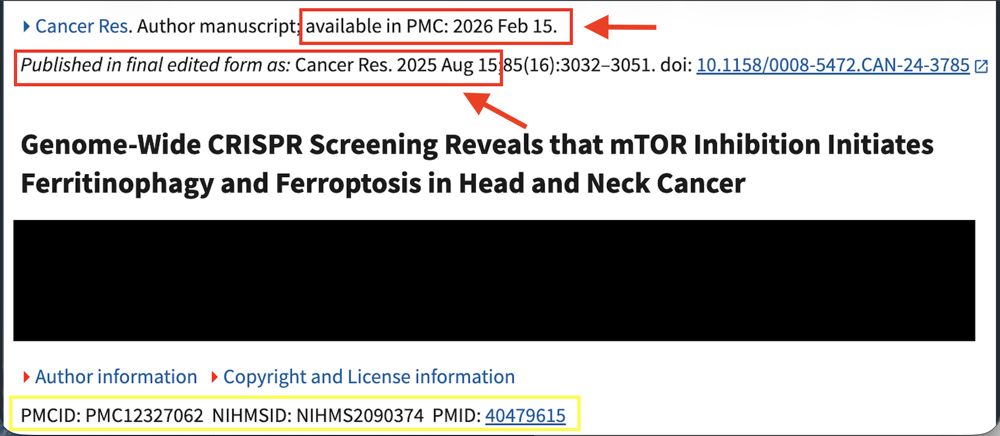 Cancer Res. Author manuscript; available in PMC: 2026 Feb 15.
Published in final edited form as: Cancer Res. 2025 Aug 15;85(16):3032–3051. doi: 10.1158/0008-5472.CAN-24-3785
Genome-Wide CRISPR Screening Reveals that mTOR Inhibition Initiates
Ferritinophagy and Ferroptosis in Head and Neck Cancer
Author information Copyright and License information
PMCID: PMC12327062 NIHMSID: NIHMS2090374 PMID: 40479615